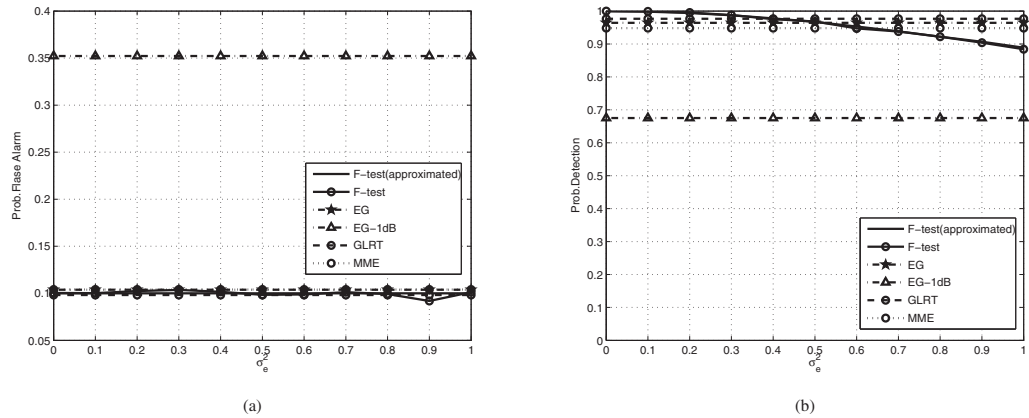 0.4
0.35
0.3
0.25
0.2
0.15
0.1
0.05
Prob.Flase Alarm
F−test(approximated)
F−test
EG
EG−1dB
GLRT
MME
0 0.1 0.2 0.3 0.4 0.5 0.6 0.7 0.8 0.9 1
σ_e^2
(a)
1
0.9
0.8
0.7
0.6
0.5
0.4
0.3
0.2
0.1
0
Prob.Detection
F−test(approximated)
F−test
EG
EG−1dB
GLRT
MME
0 0.1 0.2 0.3 0.4 0.5 0.6 0.7 0.8 0.9 1
σ_e^2
(b)